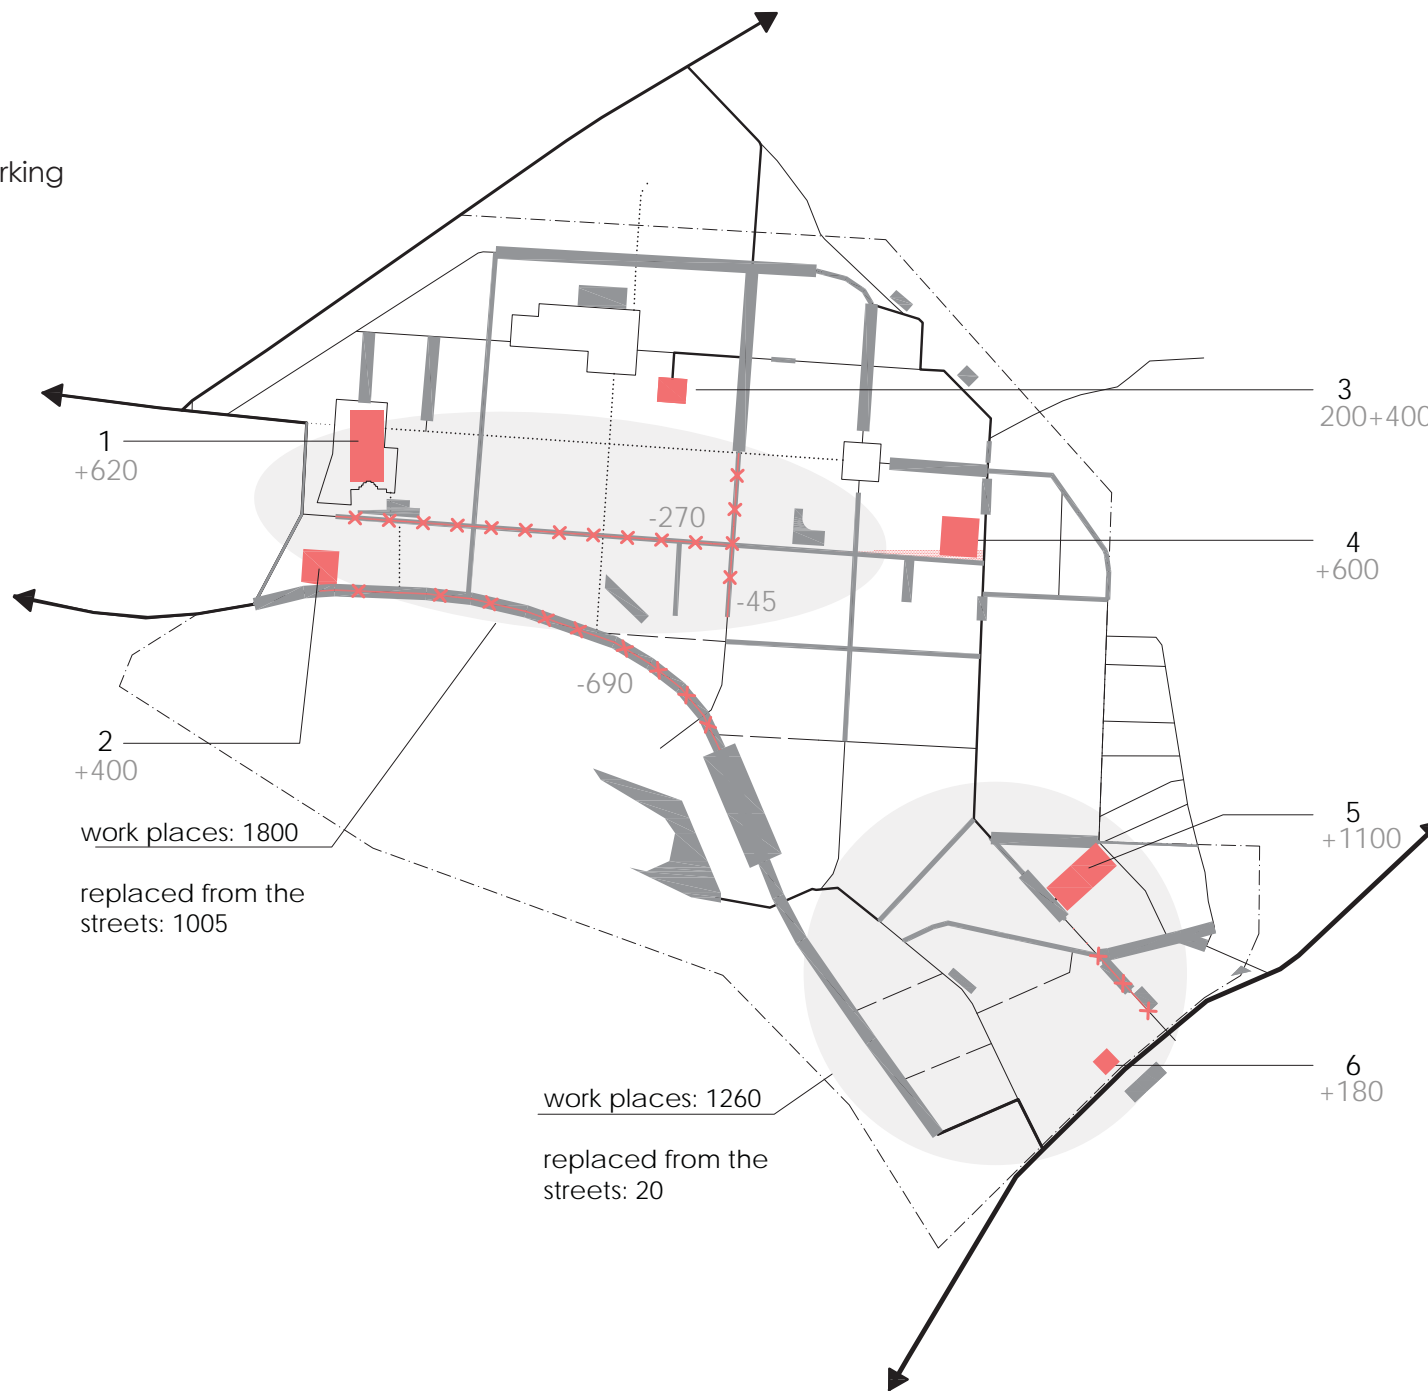 rking
3
200+400
1
+620
-270
4
+600
-45
-690
2
+400
5
+1100
work places: 1800
replaced from the
streets: 1005
6
+180
work places: 1260
replaced from the
streets: 20